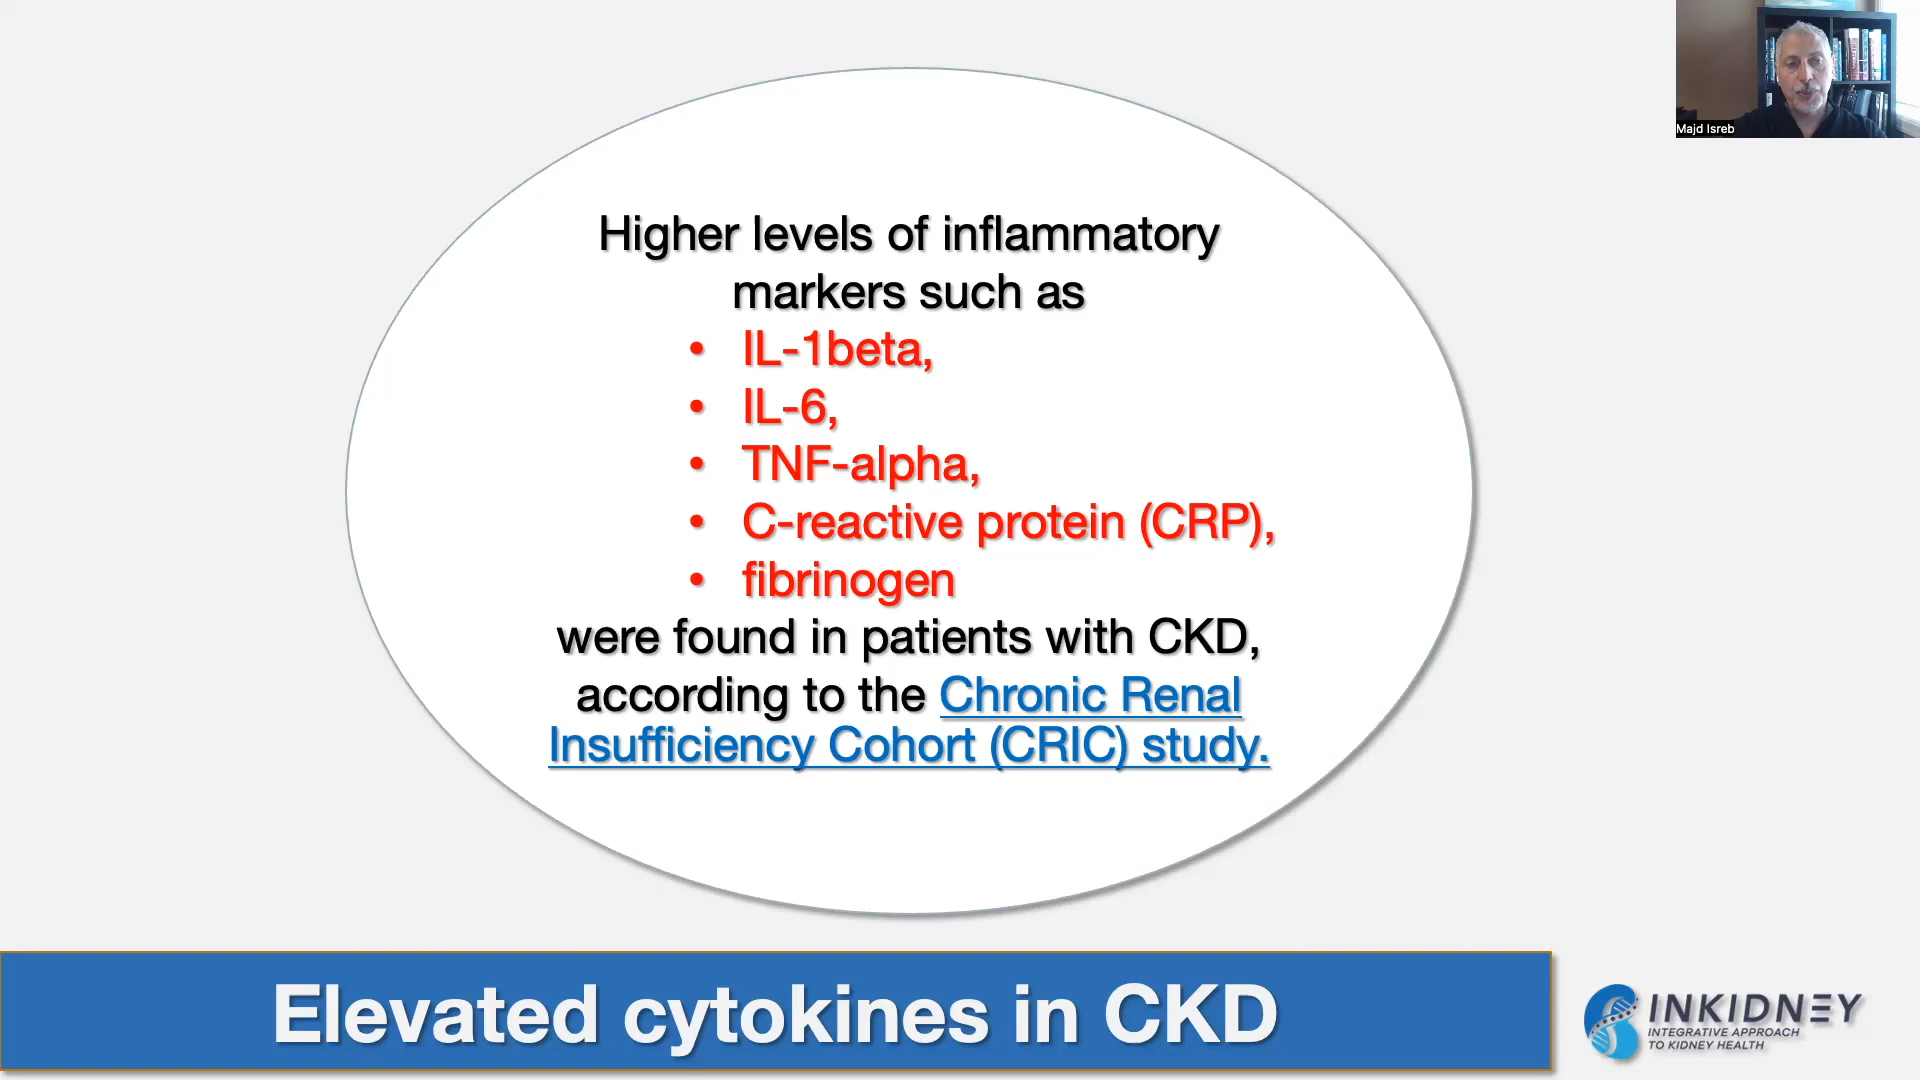 Majd Isreb
Higher levels of inflammatory
markers such as
• IL-1beta,
• IL-6,
• TNF-alpha,
• C-reactive protein (CRP),
• fibrinogen
were found in patients with CKD,
according to the Chronic Renal
Insufficiency Cohort (CRIC) study.
Elevated cytokines in CKD
INKIDNEY
INTEGRATIVE APPROACH
TO KIDNEY HEALTH